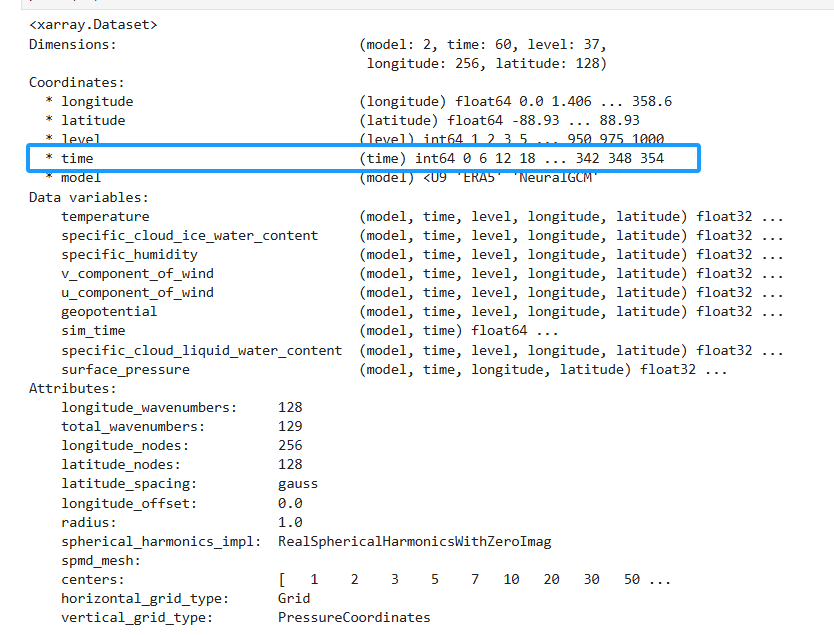 <xarray.Dataset>
Dimensions: (model: 2, time: 60, level: 37,
longitude: 256, latitude: 128)
Coordinates:
* longitude (longitude) float64 0.0 1.406 ... 358.6
* latitude (latitude) float64 -88.93 ... 88.93
* level (level) int64 1 2 3 5 ... 950 975 1000
* time (time) int64 0 6 12 18 ... 342 348 354
* model (model) <U9 'ERA5' 'NeuralGCM'
Data variables:
temperature (model, time, level, longitude, latitude) float32 ...
specific_cloud_ice_water_content (model, time, level, longitude, latitude) float32 ...
specific_humidity (model, time, level, longitude, latitude) float32 ...
v_component_of_wind (model, time, level, longitude, latitude) float32 ...
u_component_of_wind (model, time, level, longitude, latitude) float32 ...
geopotential (model, time, level, longitude, latitude) float32 ...
sim_time (model, time) float64 ...
specific_cloud_liquid_water_content (model, time, level, longitude, latitude) float32 ...
surface_pressure (model, time, longitude, latitude) float32 ...
Attributes:
longitude_wavenumbers: 128
total_wavenumbers: 129
longitude_nodes: 256
latitude_nodes: 128
latitude_spacing: gauss
longitude_offset: 0.0
radius: 1.0
spherical_harmonics_impl: RealSphericalHarmonicsWithZeroImag
spmd_mesh:
centers: [ 1 2 3 5 7 10 20 30 50 ...
horizontal_grid_type: Grid
vertical_grid_type: PressureCoordinates